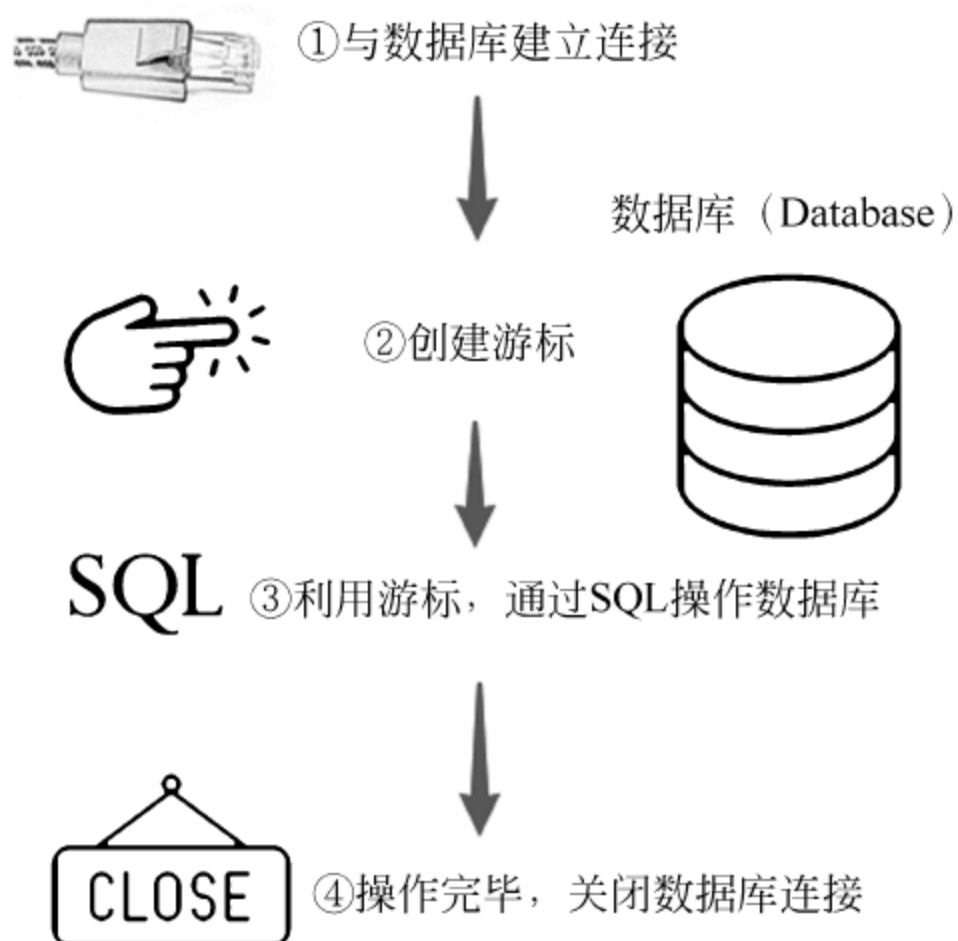 ①与数据库建立连接
数据库（Database）
②创建游标
SQL
③利用游标，通过SQL操作数据库
CLOSE
④操作完毕，关闭数据库连接